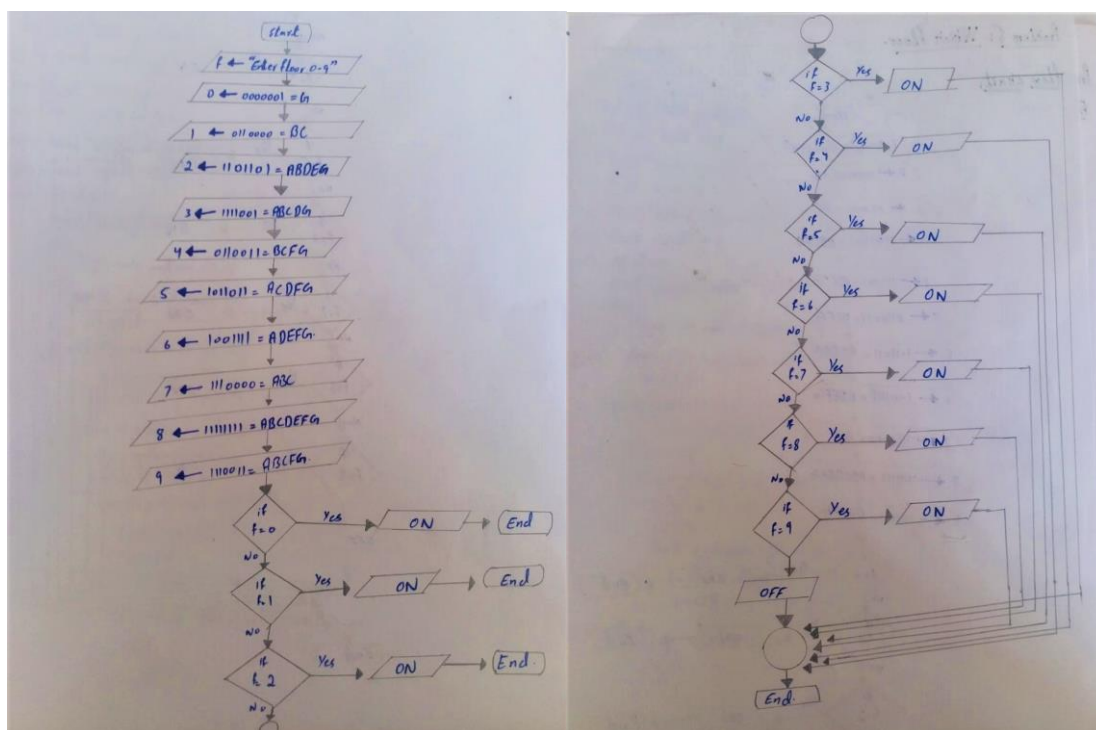 Start
f ← "Enter floor 0-9"
0 ← 0000001 = G
1 ← 0110000 = BC
2 ← 1101101 = ABDEG
3 ← 1111001 = ABCDG
4 ← 0110011 = BCFG
5 ← 1011011 = ACDFG
6 ← 1001111 = ADEFG.
7 ← 1110000 = ABC
8 ← 1111111 = ABCDEFG
9 ← 1110011 = ABCFG.
if f=0 Yes ON End
No
if f=1 Yes ON End
No
if f=2 Yes ON End.
No
if f=3 Yes ON
No
if f=4 Yes ON
No
if f=5 Yes ON
No
if f=6 Yes ON
No
if f=7 Yes ON
No
if f=8 Yes ON
No
if f=9 Yes ON
OFF
End.